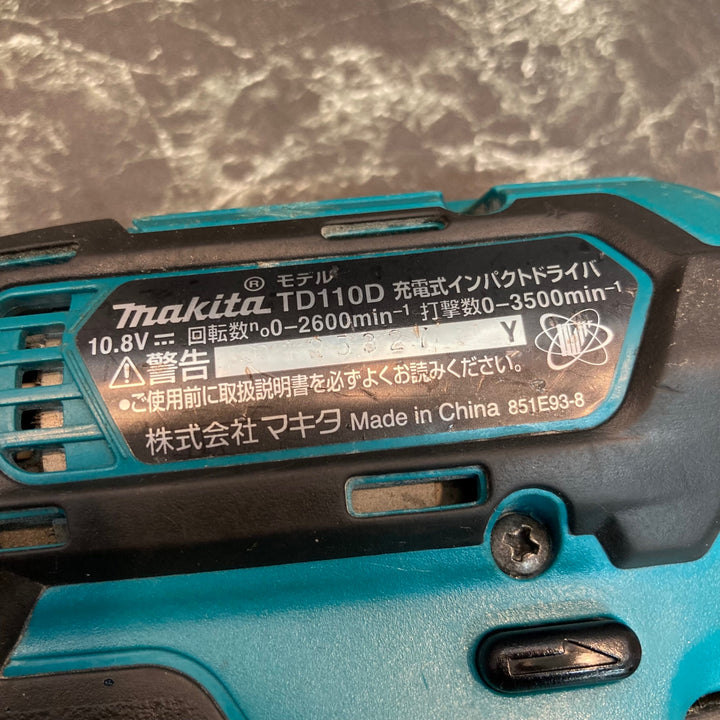 ® モデル
makita TD110D 充電式インパクトドライバ
10.8V⎓ 回転数n₀0−2600min⁻¹ 打撃数0−3500min⁻¹
⚠警告 Y
●ご使用前に取扱説明書を必ずよくお読みください。
株式会社マキタ Made in China 851E93-8